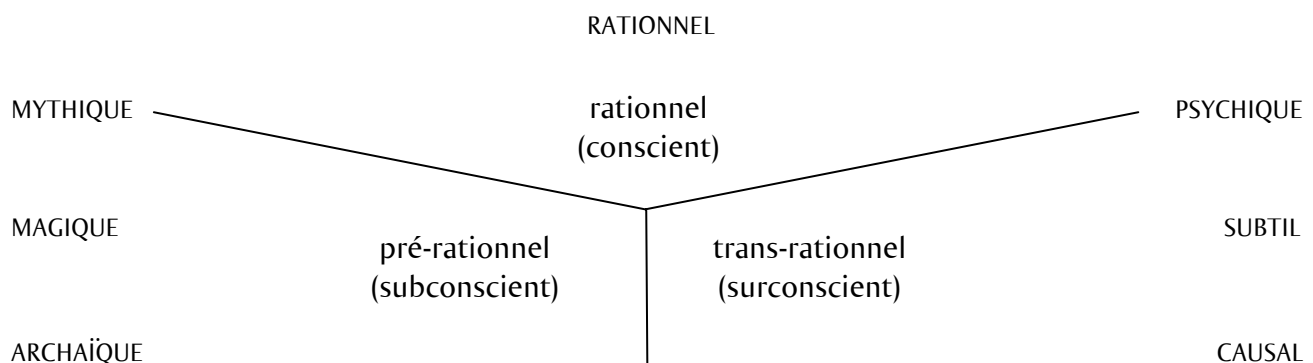 RATIONNEL
MYTHIQUE
rationnel
(conscient)
PSYCHIQUE
MAGIQUE
pré-rationnel
(subconscient)
trans-rationnel
(surconscient)
SUBTIL
ARCHAÏQUE
CAUSAL